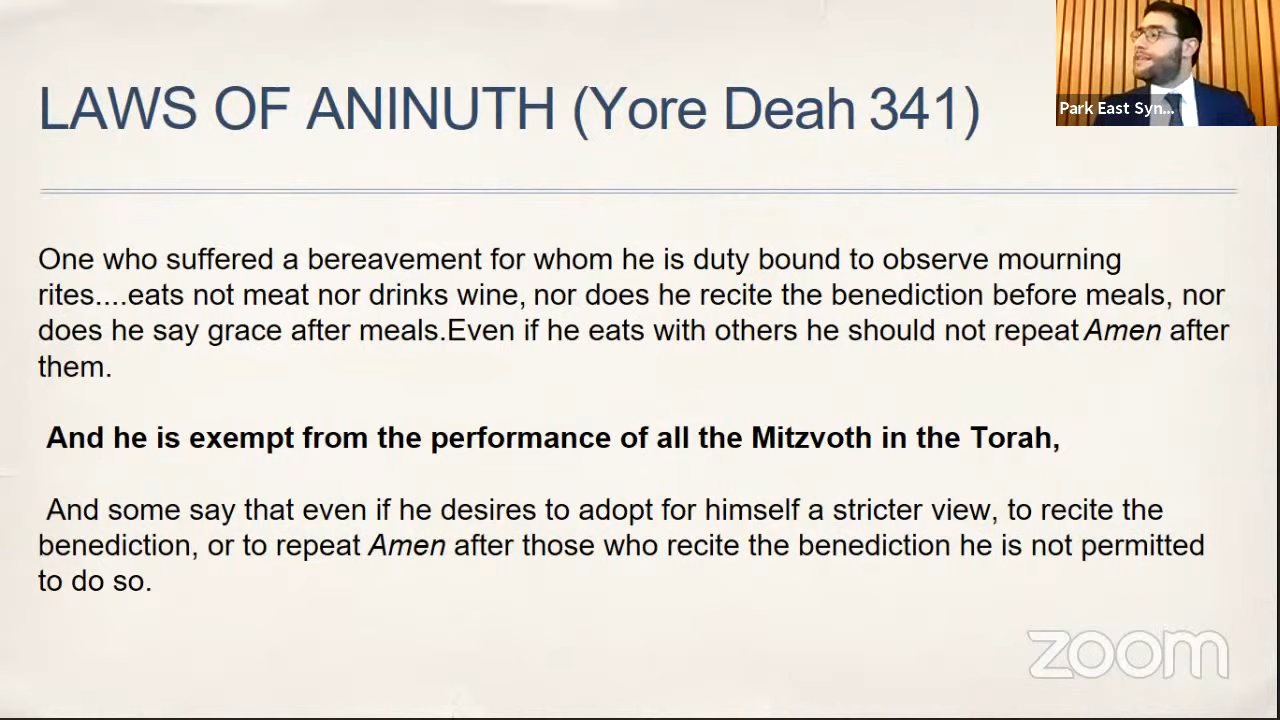 LAWS OF ANINUTH (Yore Deah 341)
Park East Syn...
One who suffered a bereavement for whom he is duty bound to observe mourning
rites....eats not meat nor drinks wine, nor does he recite the benediction before meals, nor
does he say grace after meals.Even if he eats with others he should not repeat Amen after
them.
And he is exempt from the performance of all the Mitzvoth in the Torah,
And some say that even if he desires to adopt for himself a stricter view, to recite the
benediction, or to repeat Amen after those who recite the benediction he is not permitted
to do so.
zoom